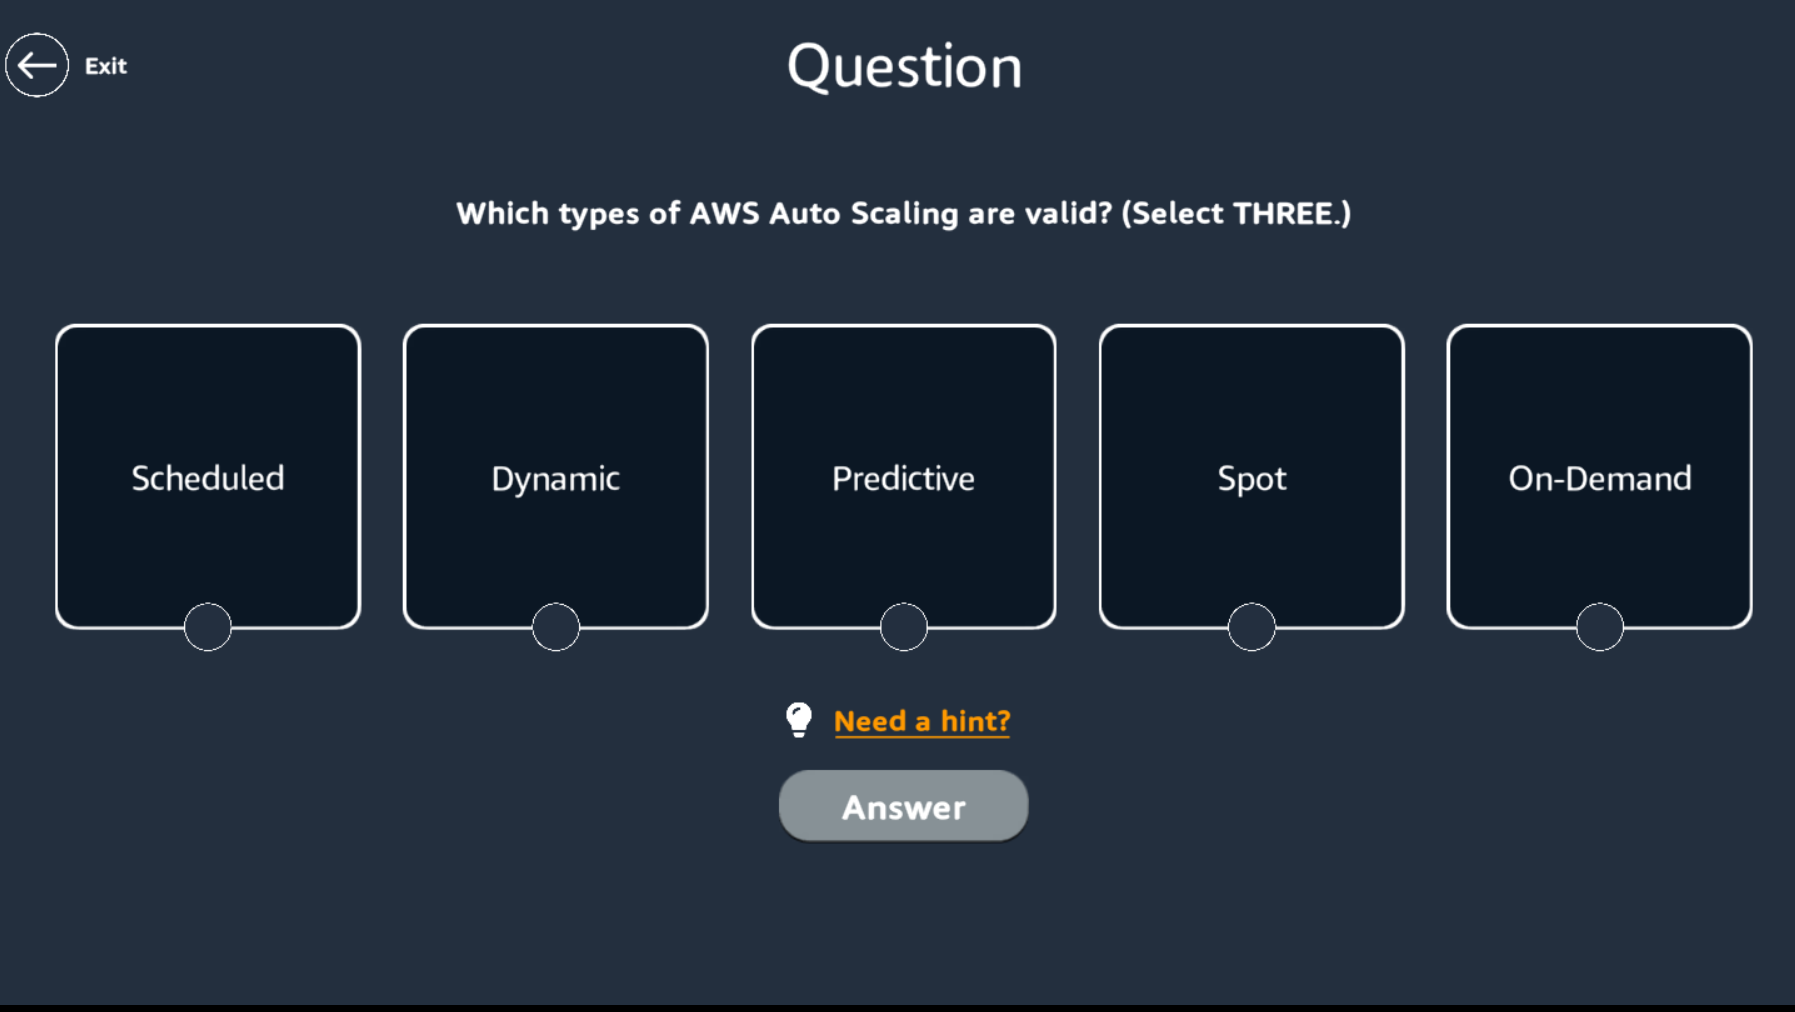 Exit
Question
Which types of AWS Auto Scaling are valid? (Select THREE.)
Scheduled
Dynamic
Predictive
Spot
On-Demand
Need a hint?
Answer